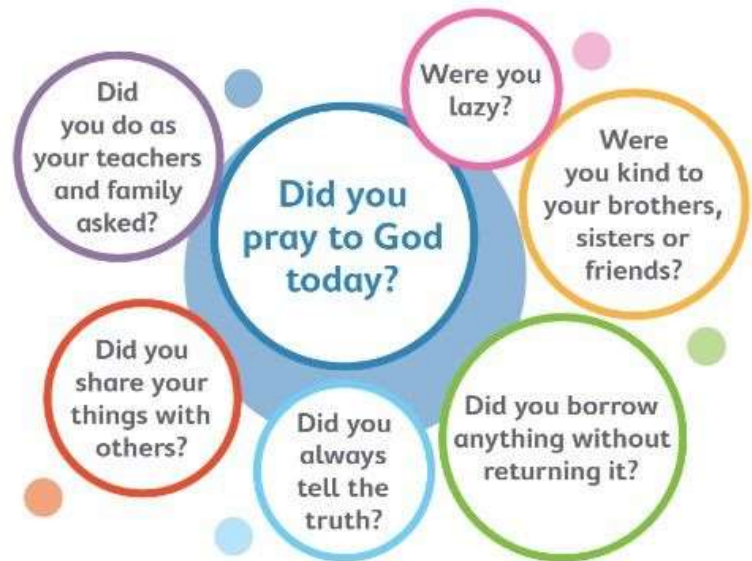 Did
you do as
your teachers
and family
asked?
Were you
lazy?
Did you
pray to God
today?
Were
you kind to
your brothers,
sisters or
friends?
Did you
share your
things with
others?
Did you
always
tell the
truth?
Did you borrow
anything without
returning it?